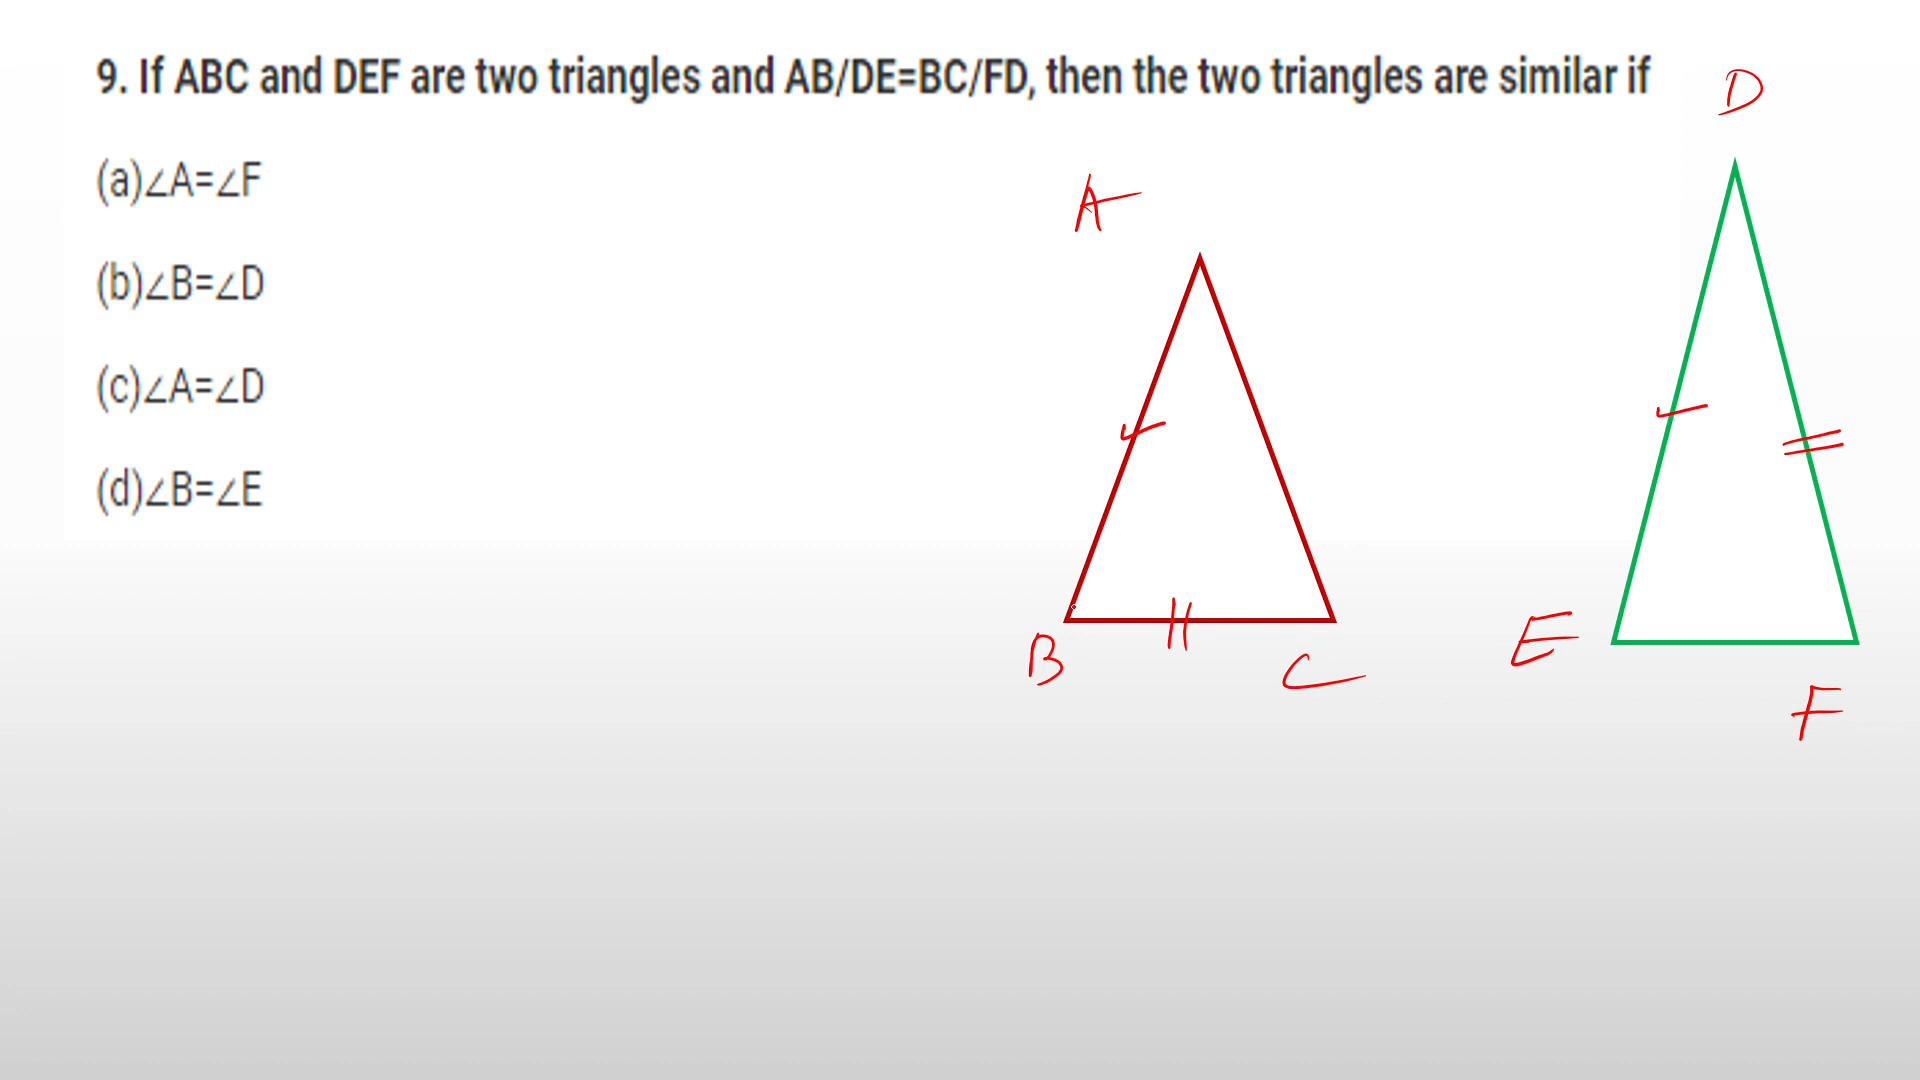 9. If ABC and DEF are two triangles and AB/DE=BC/FD, then the two triangles are similar if
(a)∠A=∠F
(b)∠B=∠D
(c)∠A=∠D
(d)∠B=∠E
D
A
B
C
E
F